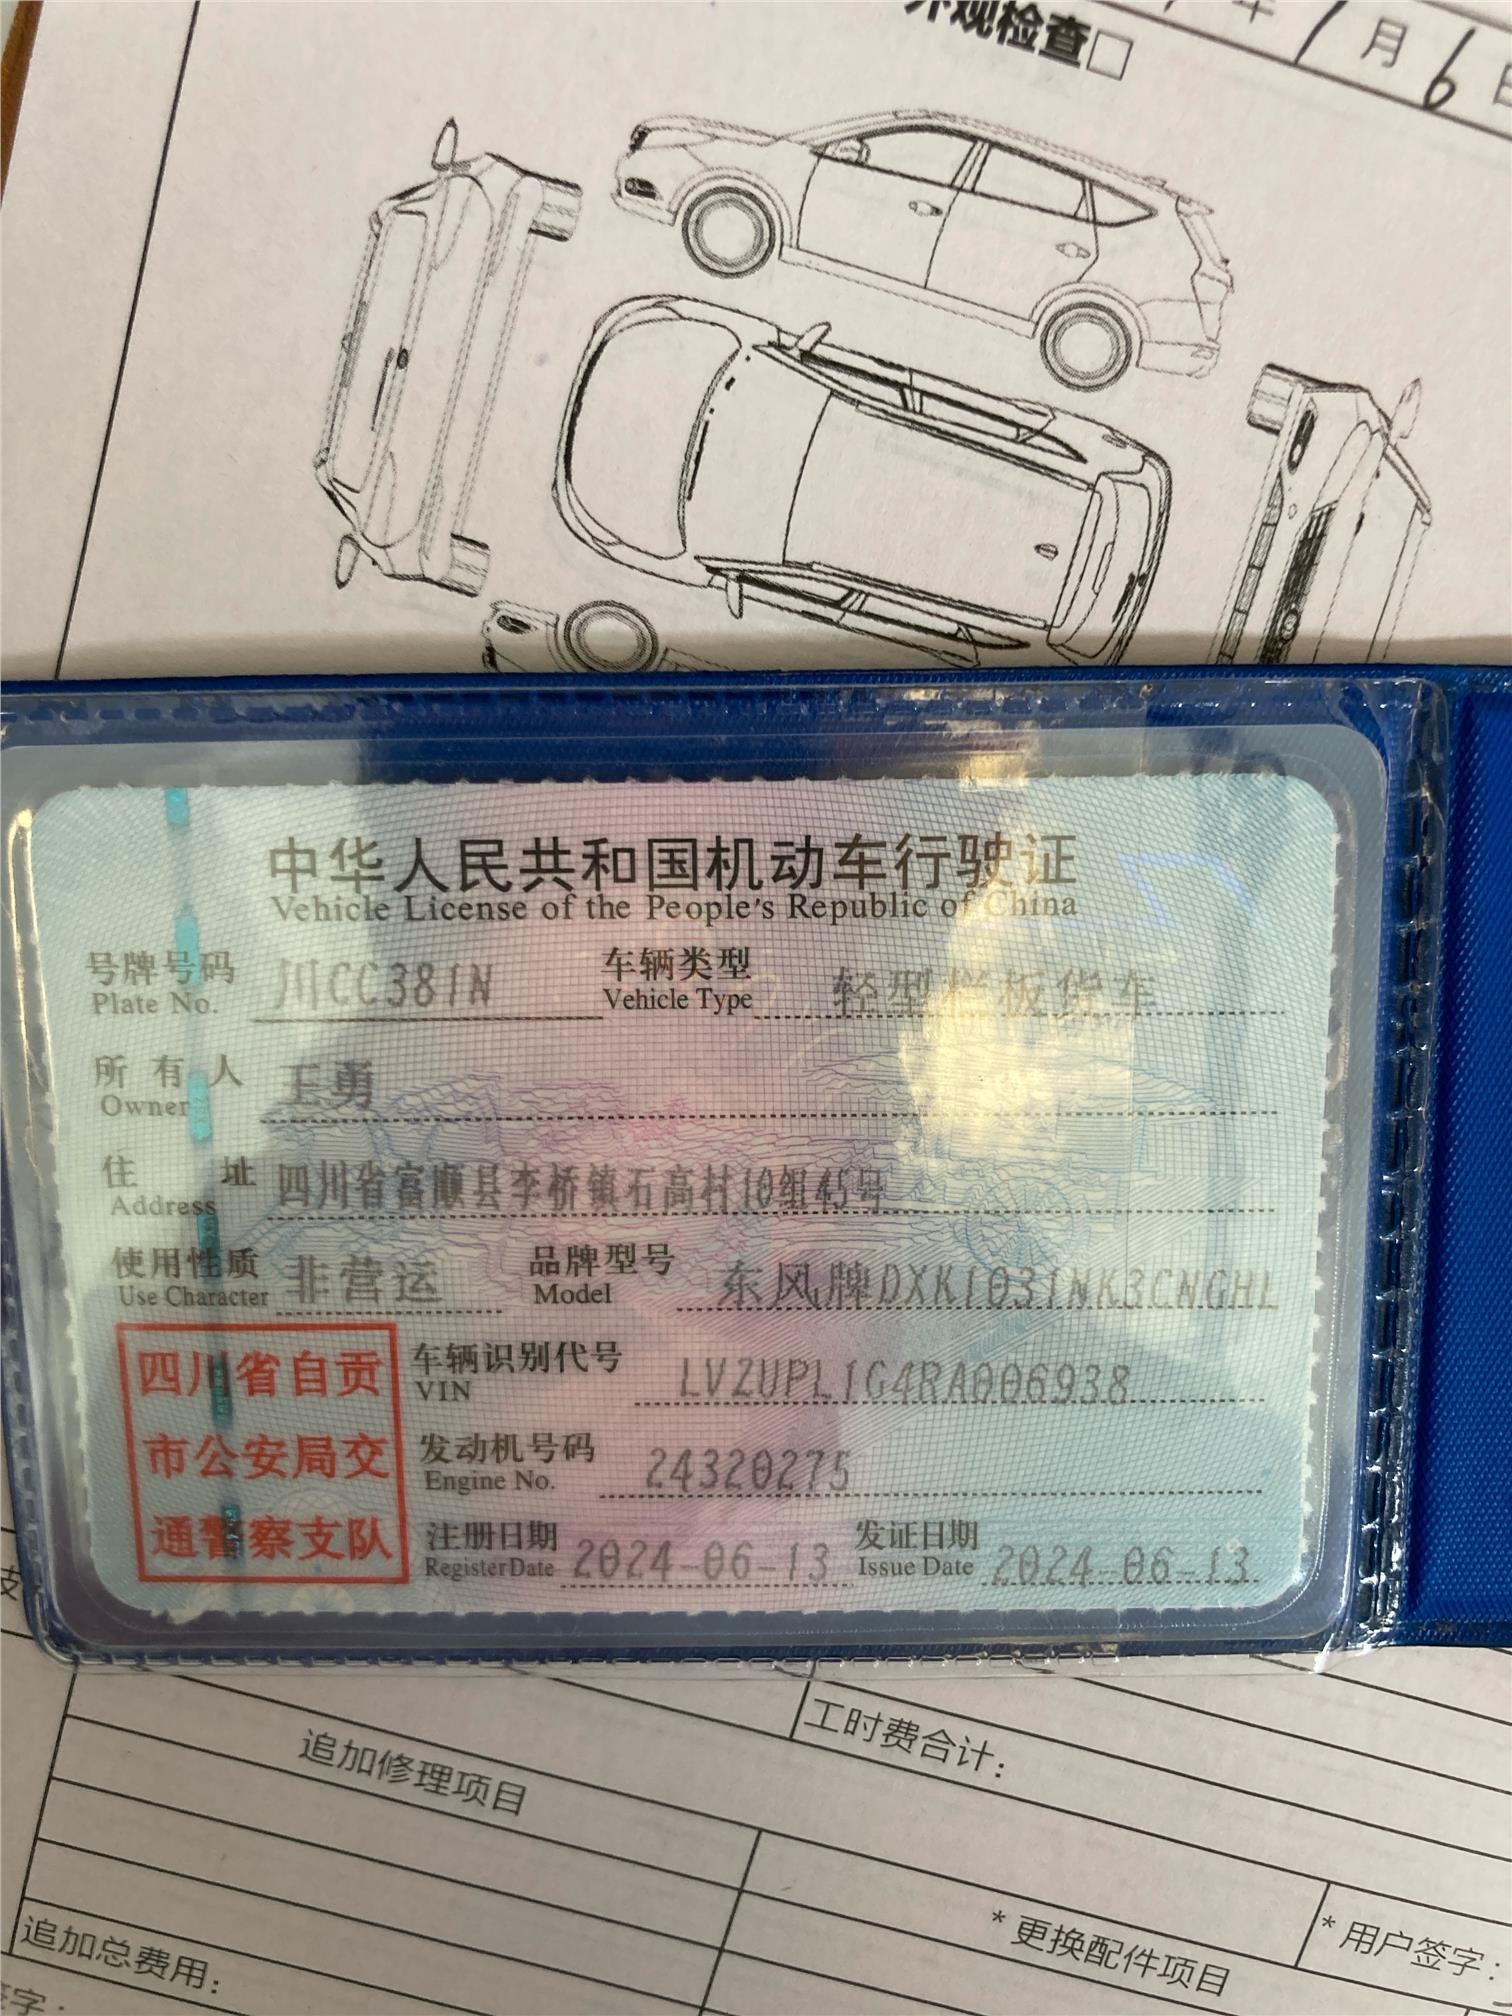 外观检查□
年 1 月 6 日
中华人民共和国机动车行驶证
Vehicle License of the People's Republic of China
号牌号码 川CC381N 车辆类型 轻型栏板货车
Plate No. Vehicle Type
所有人 王勇
Owner
住址 四川省富顺县李桥镇石高村10组45号
Address
使用性质 非营运 品牌型号 东风牌DXK1031NK3CNGHL
Use Character Model
四川省自贡
市公安局交
通警察支队
车辆识别代号 LVZUPL1G4RA006938
VIN
发动机号码 24320275
Engine No.
注册日期 2024-06-13 发证日期 2024-06-13
Register Date Issue Date
工时费合计：
追加修理项目
*更换配件项目
*用户签字：
追加总费用：
签字：